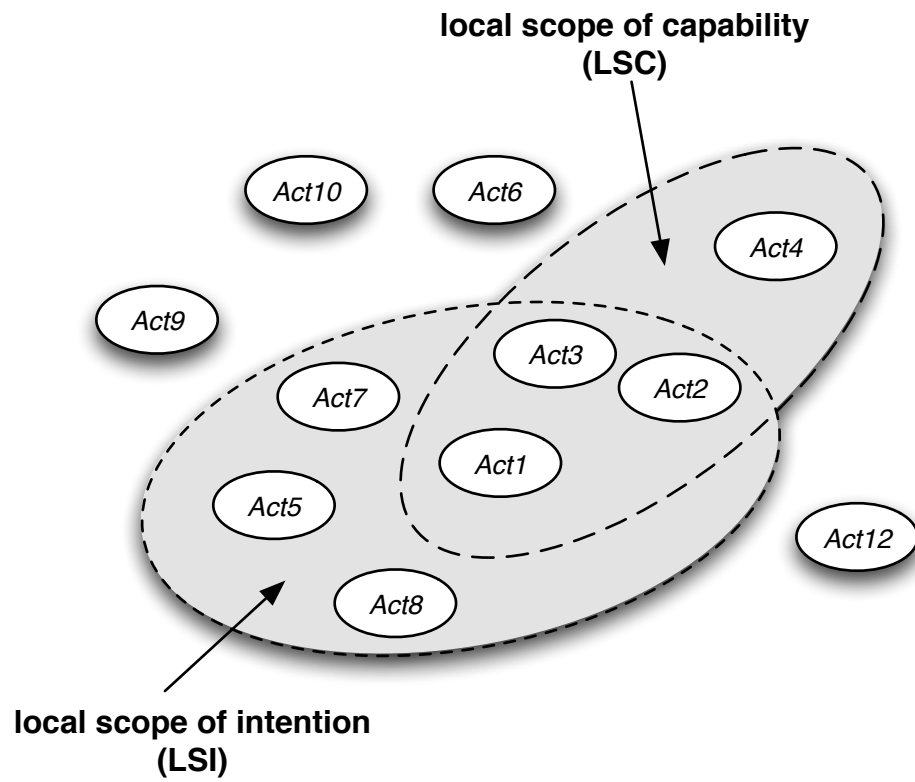 local scope of capability
(LSC)
Act10
Act6
Act4
Act9
Act3
Act2
Act7
Act1
Act5
Act12
Act8
local scope of intention
(LSI)